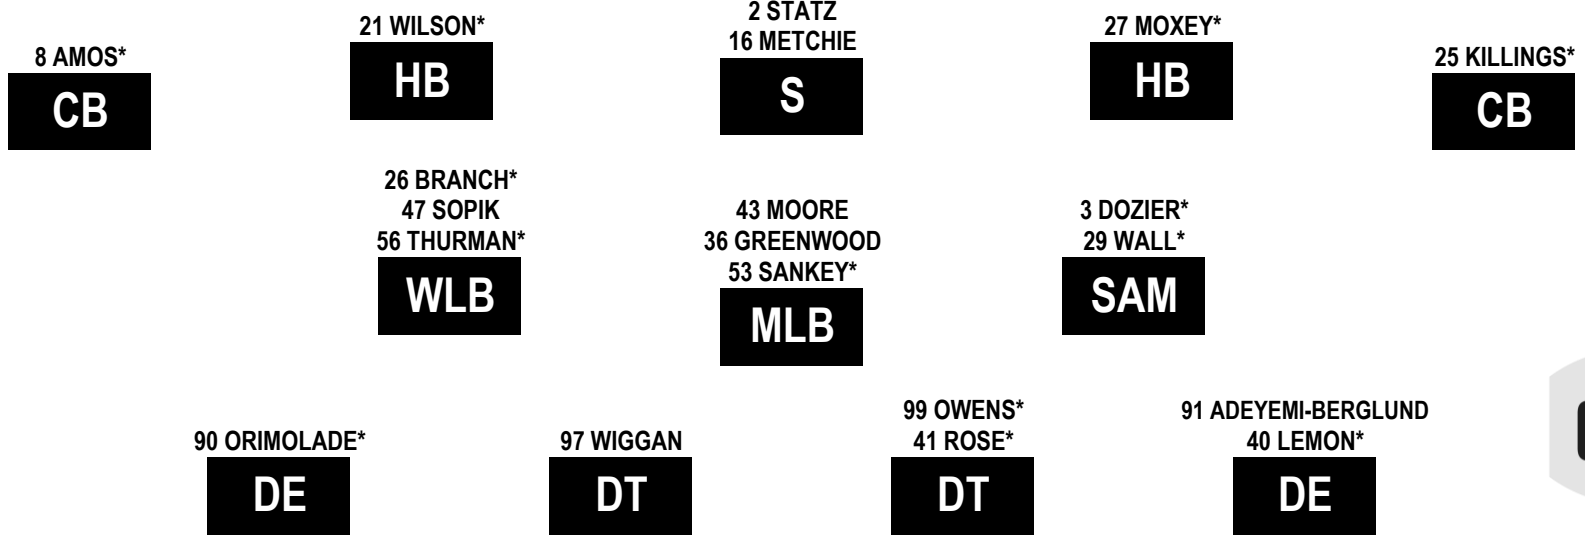 8 AMOS*
CB
21 WILSON*
HB
2 STATZ
16 METCHIE
S
27 MOXEY*
HB
25 KILLINGS*
CB
26 BRANCH*
47 SOPIK
56 THURMAN*
WLB
43 MOORE
36 GREENWOOD
53 SANKEY*
MLB
3 DOZIER*
29 WALL*
SAM
90 ORIMOLADE*
DE
97 WIGGAN
DT
99 OWENS*
41 ROSE*
DT
91 ADEYEMI-BERGLUND
40 LEMON*
DE